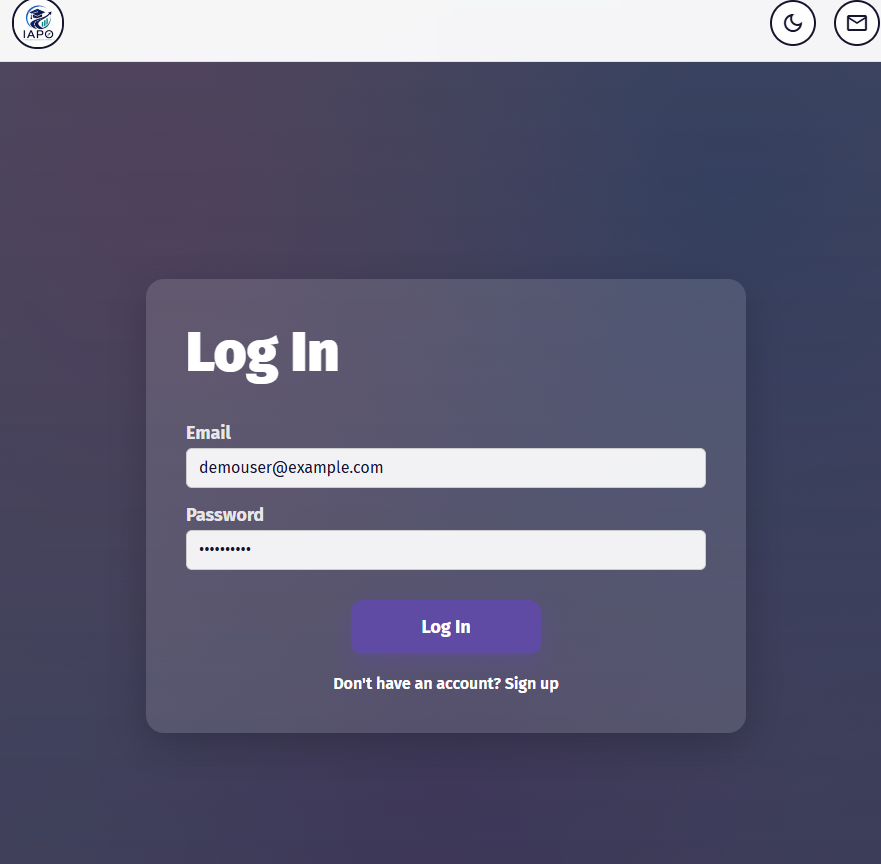 IAPO
Log In
Email
demouser@example.com
Password
••••••••••
Log In
Don't have an account? Sign up